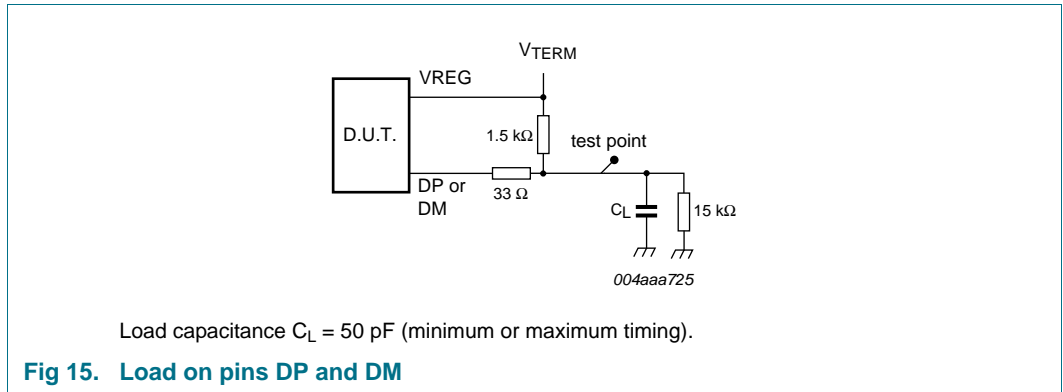 VTERM
VREG
D.U.T.
1.5 kΩ
test point
DP or
DM
33 Ω
CL
15 kΩ
004aaa725
Load capacitance CL = 50 pF (minimum or maximum timing).
Fig 15. Load on pins DP and DM